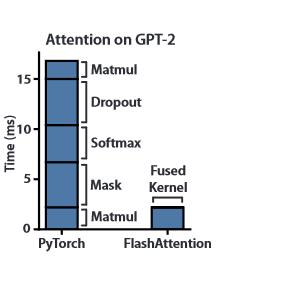 Attention on GPT-2
Time (ms)
15
10
5
0
Matmul
Dropout
Softmax
Mask
Matmul
Fused
Kernel
PyTorch
FlashAttention